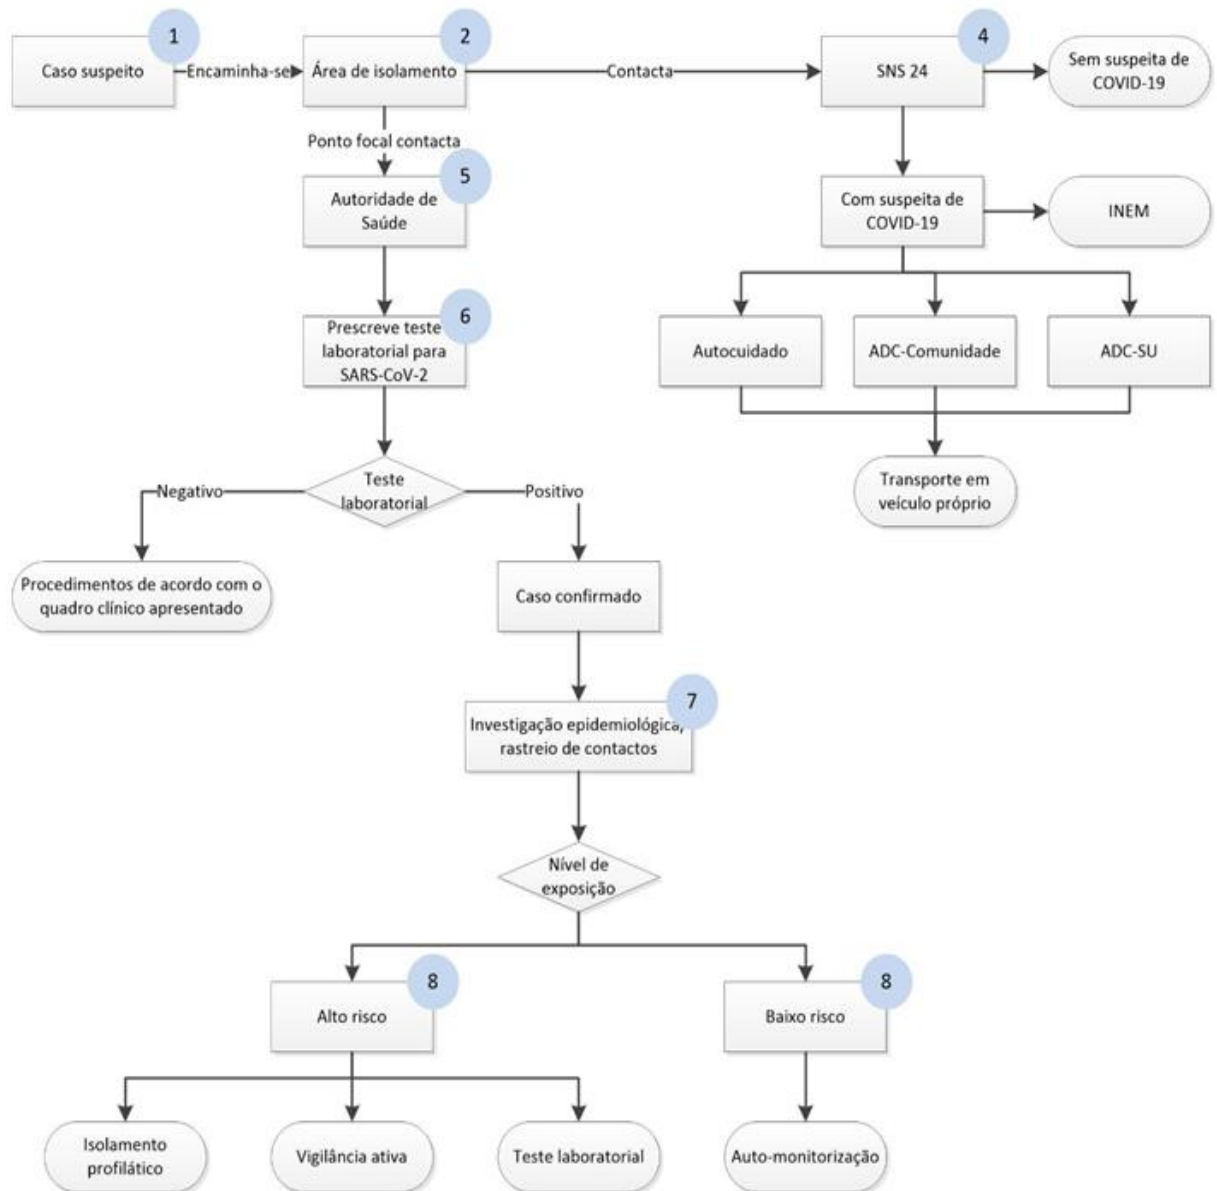 1
Caso suspeito
Encaminha-se
2
Área de isolamento
Contacta
4
SNS 24
Sem suspeita de
COVID-19
Ponto focal contacta
5
Autoridade de
Saúde
Com suspeita de
COVID-19
INEM
6
Prescreve teste
laboratorial para
SARS-CoV-2
Autocuidado
ADC-Comunidade
ADC-SU
Teste
laboratorial
Negativo
Positivo
Transporte em
veículo próprio
Procedimentos de acordo com o
quadro clínico apresentado
Caso confirmado
7
Investigação epidemiológica,
rastreio de contactos
Nível de
exposição
8
Alto risco
8
Baixo risco
Isolamento
profilático
Vigilância ativa
Teste laboratorial
Auto-monitorização